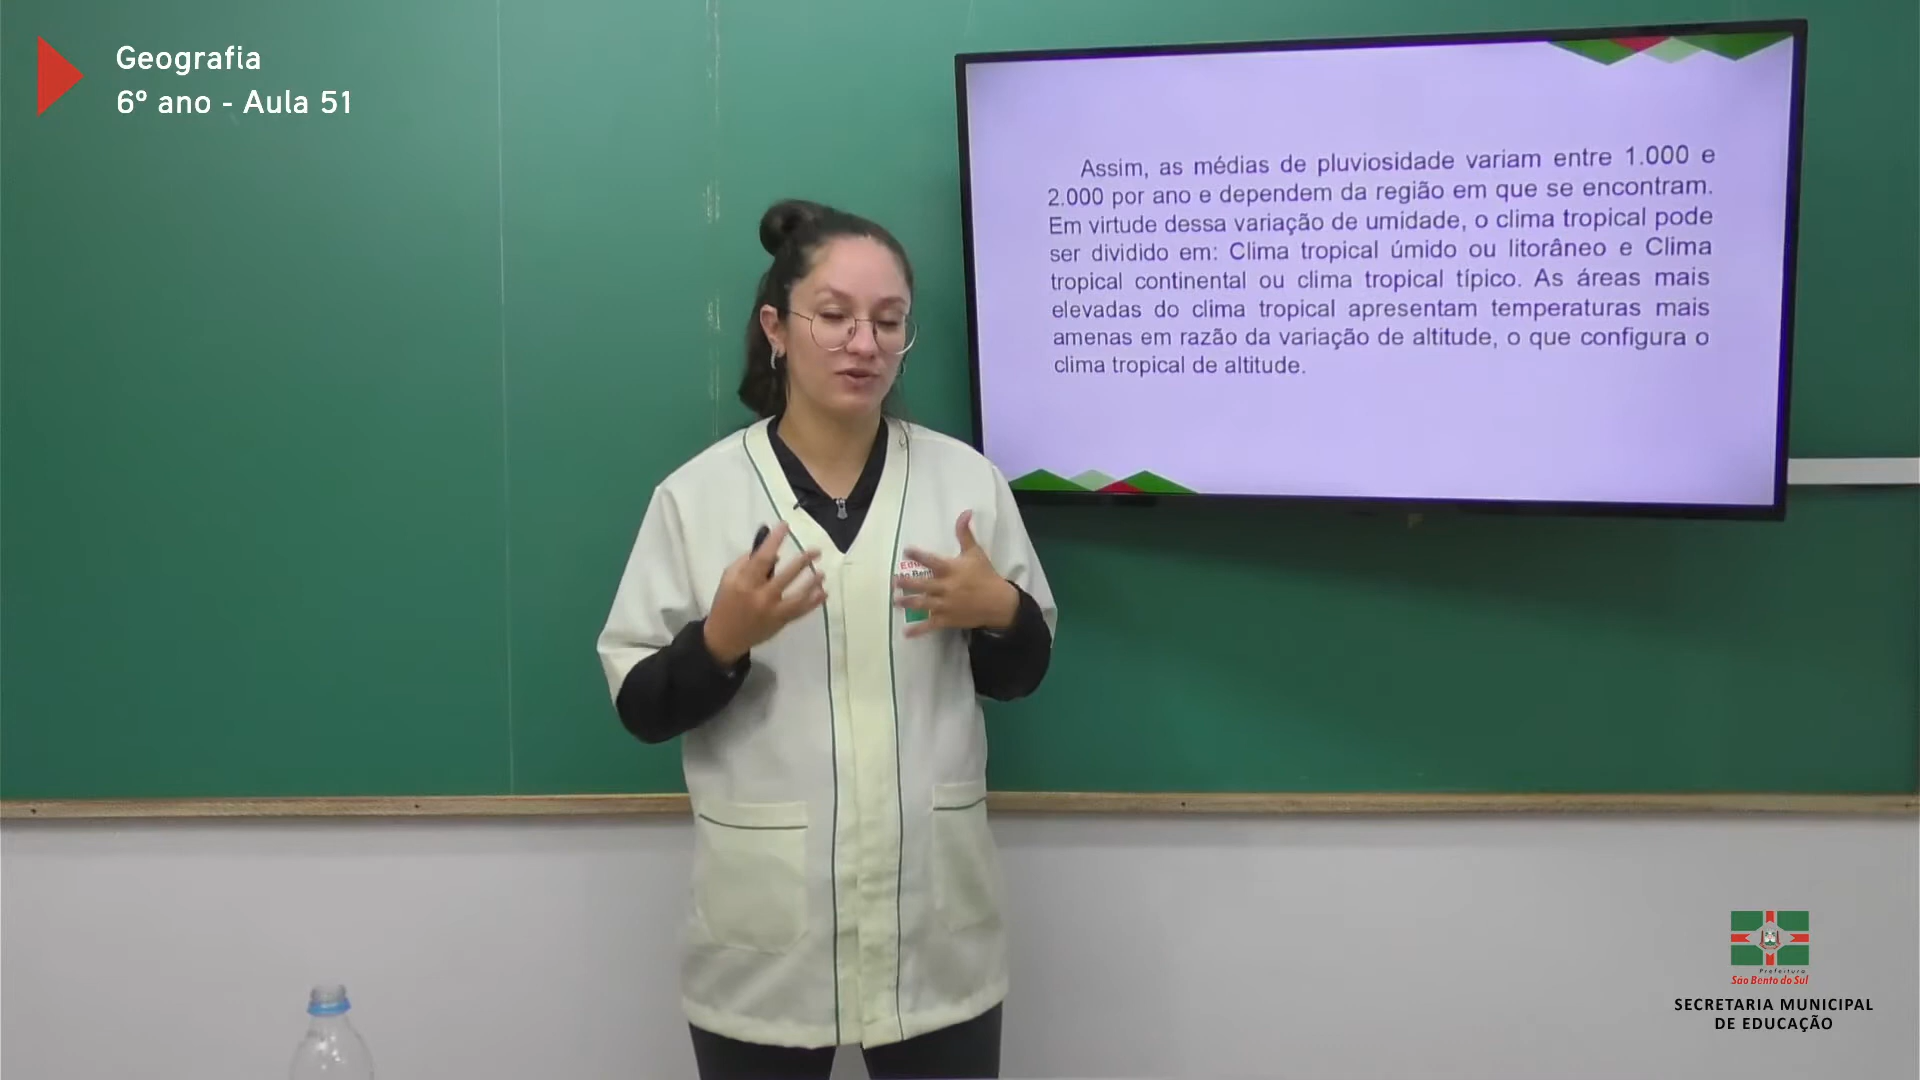 Geografia
6º ano - Aula 51
Assim, as médias de pluviosidade variam entre 1.000 e
2.000 por ano e dependem da região em que se encontram.
Em virtude dessa variação de umidade, o clima tropical pode
ser dividido em: Clima tropical úmido ou litorâneo e Clima
tropical continental ou clima tropical típico. As áreas mais
elevadas do clima tropical apresentam temperaturas mais
amenas em razão da variação de altitude, o que configura o
clima tropical de altitude.
Prefeitura
São Bento do Sul
SECRETARIA MUNICIPAL
DE EDUCAÇÃO